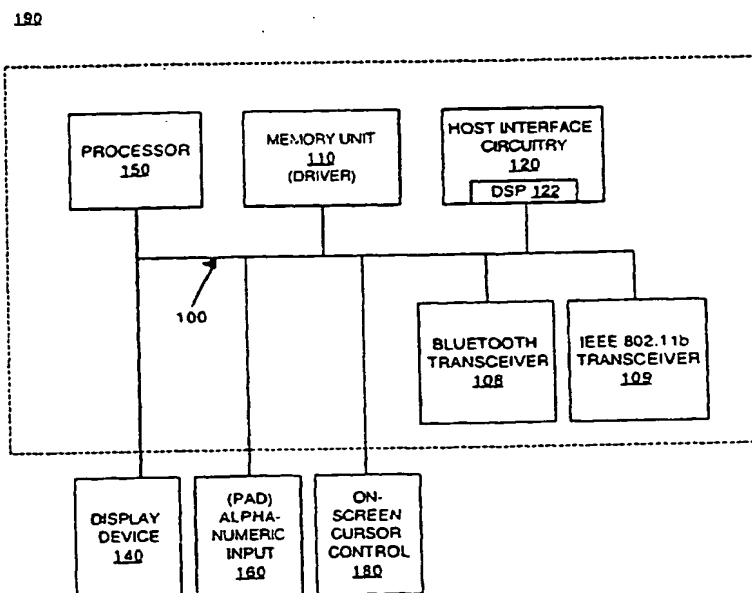 190
PROCESSOR
150
MEMORY UNIT
110
(DRIVER)
HOST INTERFACE
CIRCUITRY
120
DSP 122
100
BLUETOOTH
TRANSCEIVER
108
IEEE 802.11b
TRANSCEIVER
109
DISPLAY
DEVICE
140
(PAD)
ALPHA-
NUMERIC
INPUT
160
ON-
SCREEN
CURSOR
CONTROL
180